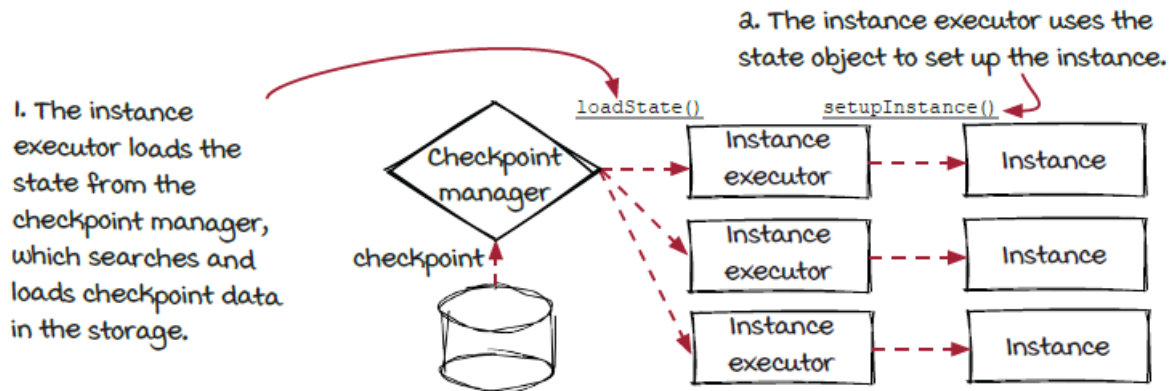 2. The instance executor uses the
state object to set up the instance.
1. The instance
executor loads the
state from the
checkpoint manager,
which searches and
loads checkpoint data
in the storage.
loadState()
setupInstance()
Checkpoint
manager
checkpoint
Instance
executor
Instance
Instance
executor
Instance
Instance
executor
Instance